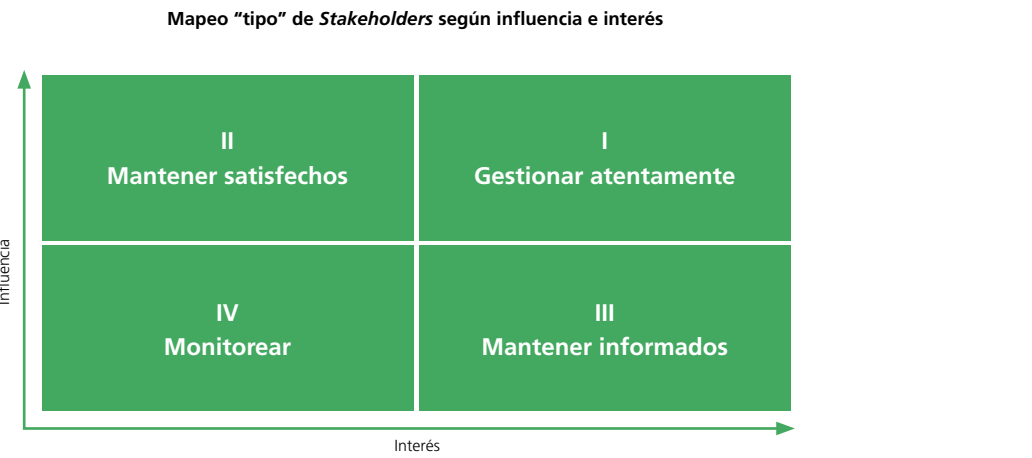 Mapeo “tipo” de Stakeholders según influencia e interés
II
Mantener satisfechos
I
Gestionar atentamente
Influencia
IV
Monitorear
III
Mantener informados
Interés